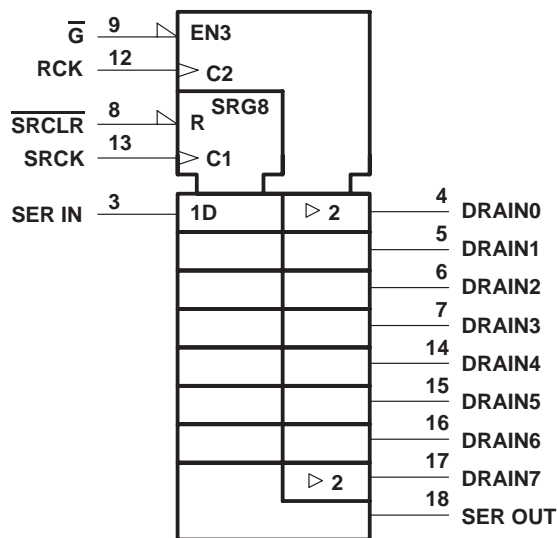 G 9 EN3
RCK 12 C2
SRG8
SRCLR 8 R
SRCK 13 C1
SER IN 3 1D 2 4 DRAIN0
5 DRAIN1
6 DRAIN2
7 DRAIN3
14 DRAIN4
15 DRAIN5
16 DRAIN6
2 17 DRAIN7
18 SER OUT